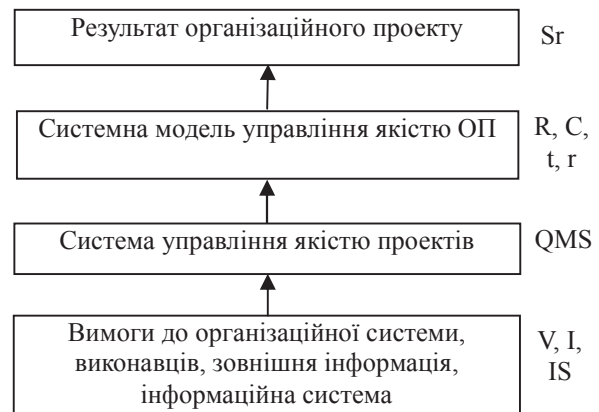 Результат організаційного проекту
Sr
Системна модель управління якістю ОП
R, C,
t, r
Система управління якістю проектів
QMS
Вимоги до організаційної системи,
виконавців, зовнішня інформація,
інформаційна система
V, I,
IS